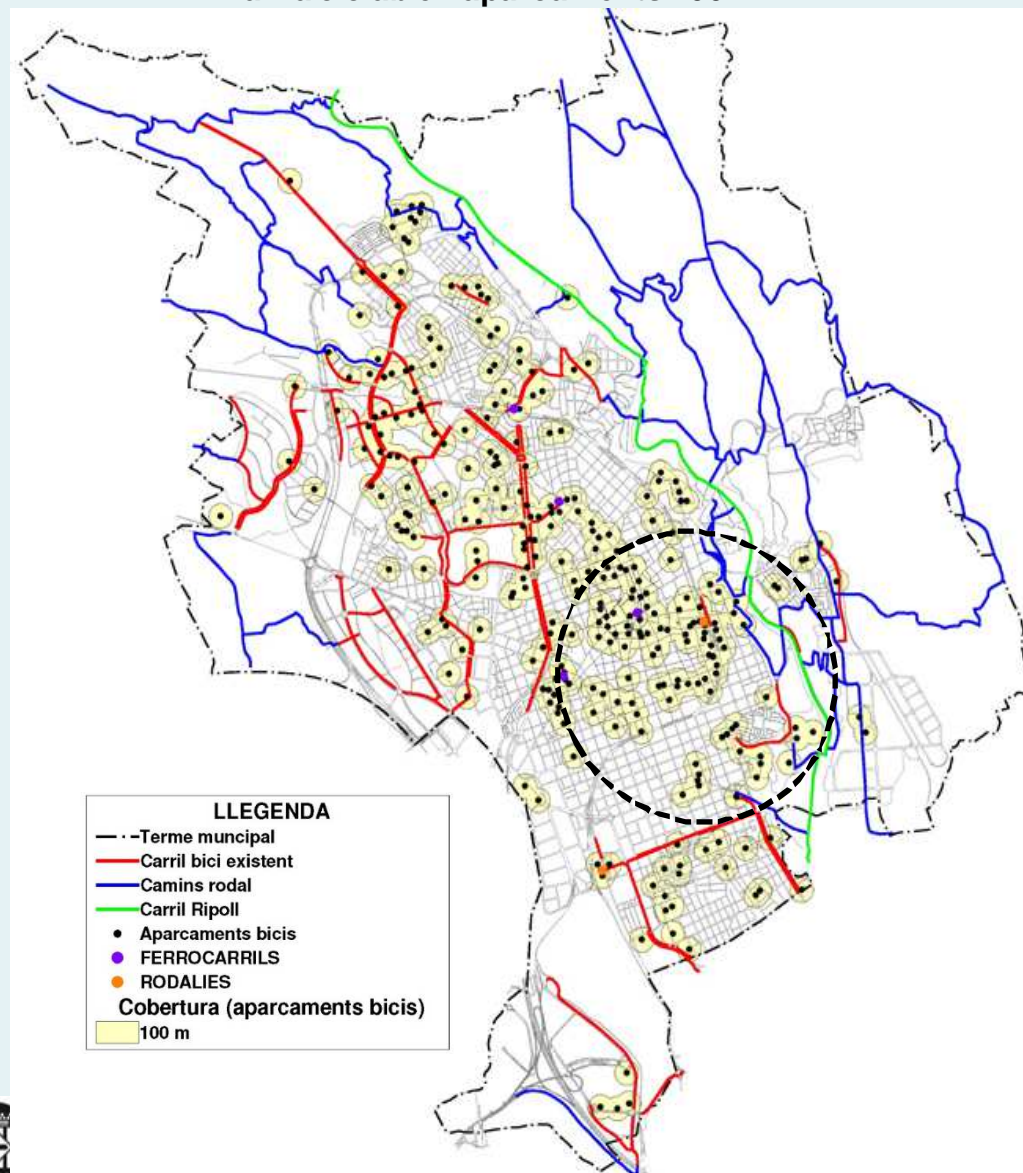 LLEGENDA
Terme muncipal
Carril bici existent
Camins rodal
Carril Ripoll
Aparcaments bicis
FERROCARRILS
RODALIES
Cobertura (aparcaments bicis)
100 m